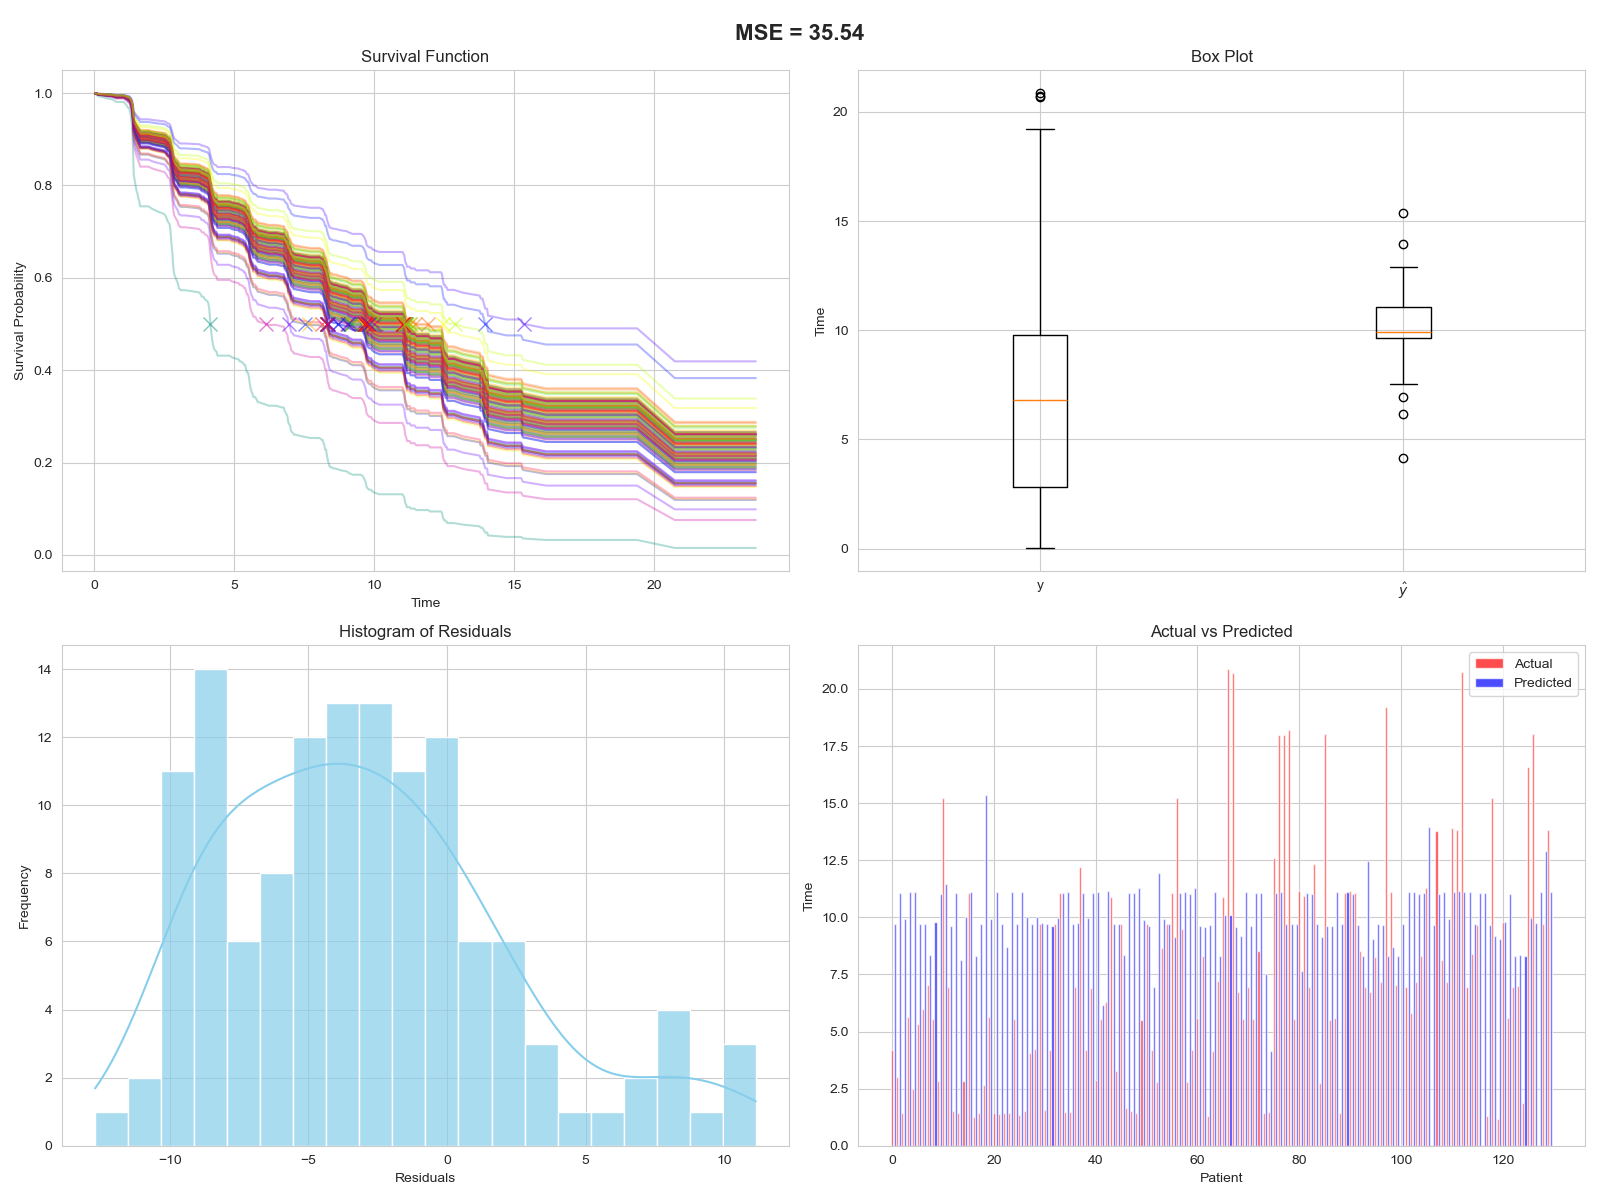 MSE = 35.54
Survival Function
1.0
0.8
0.6
0.4
0.2
0.0
Survival Probability
0 5 10 15 20
Time
Box Plot
20
15
10
5
0
Time
y ŷ
Histogram of Residuals
14
12
10
8
6
4
2
0
Frequency
−10 −5 0 5 10
Residuals
Actual vs Predicted
Actual
Predicted
20.0
17.5
15.0
12.5
10.0
7.5
5.0
2.5
0.0
Time
0 20 40 60 80 100 120
Patient